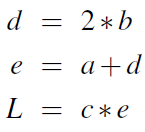 d = 2∗b
e = a+d
L = c∗e